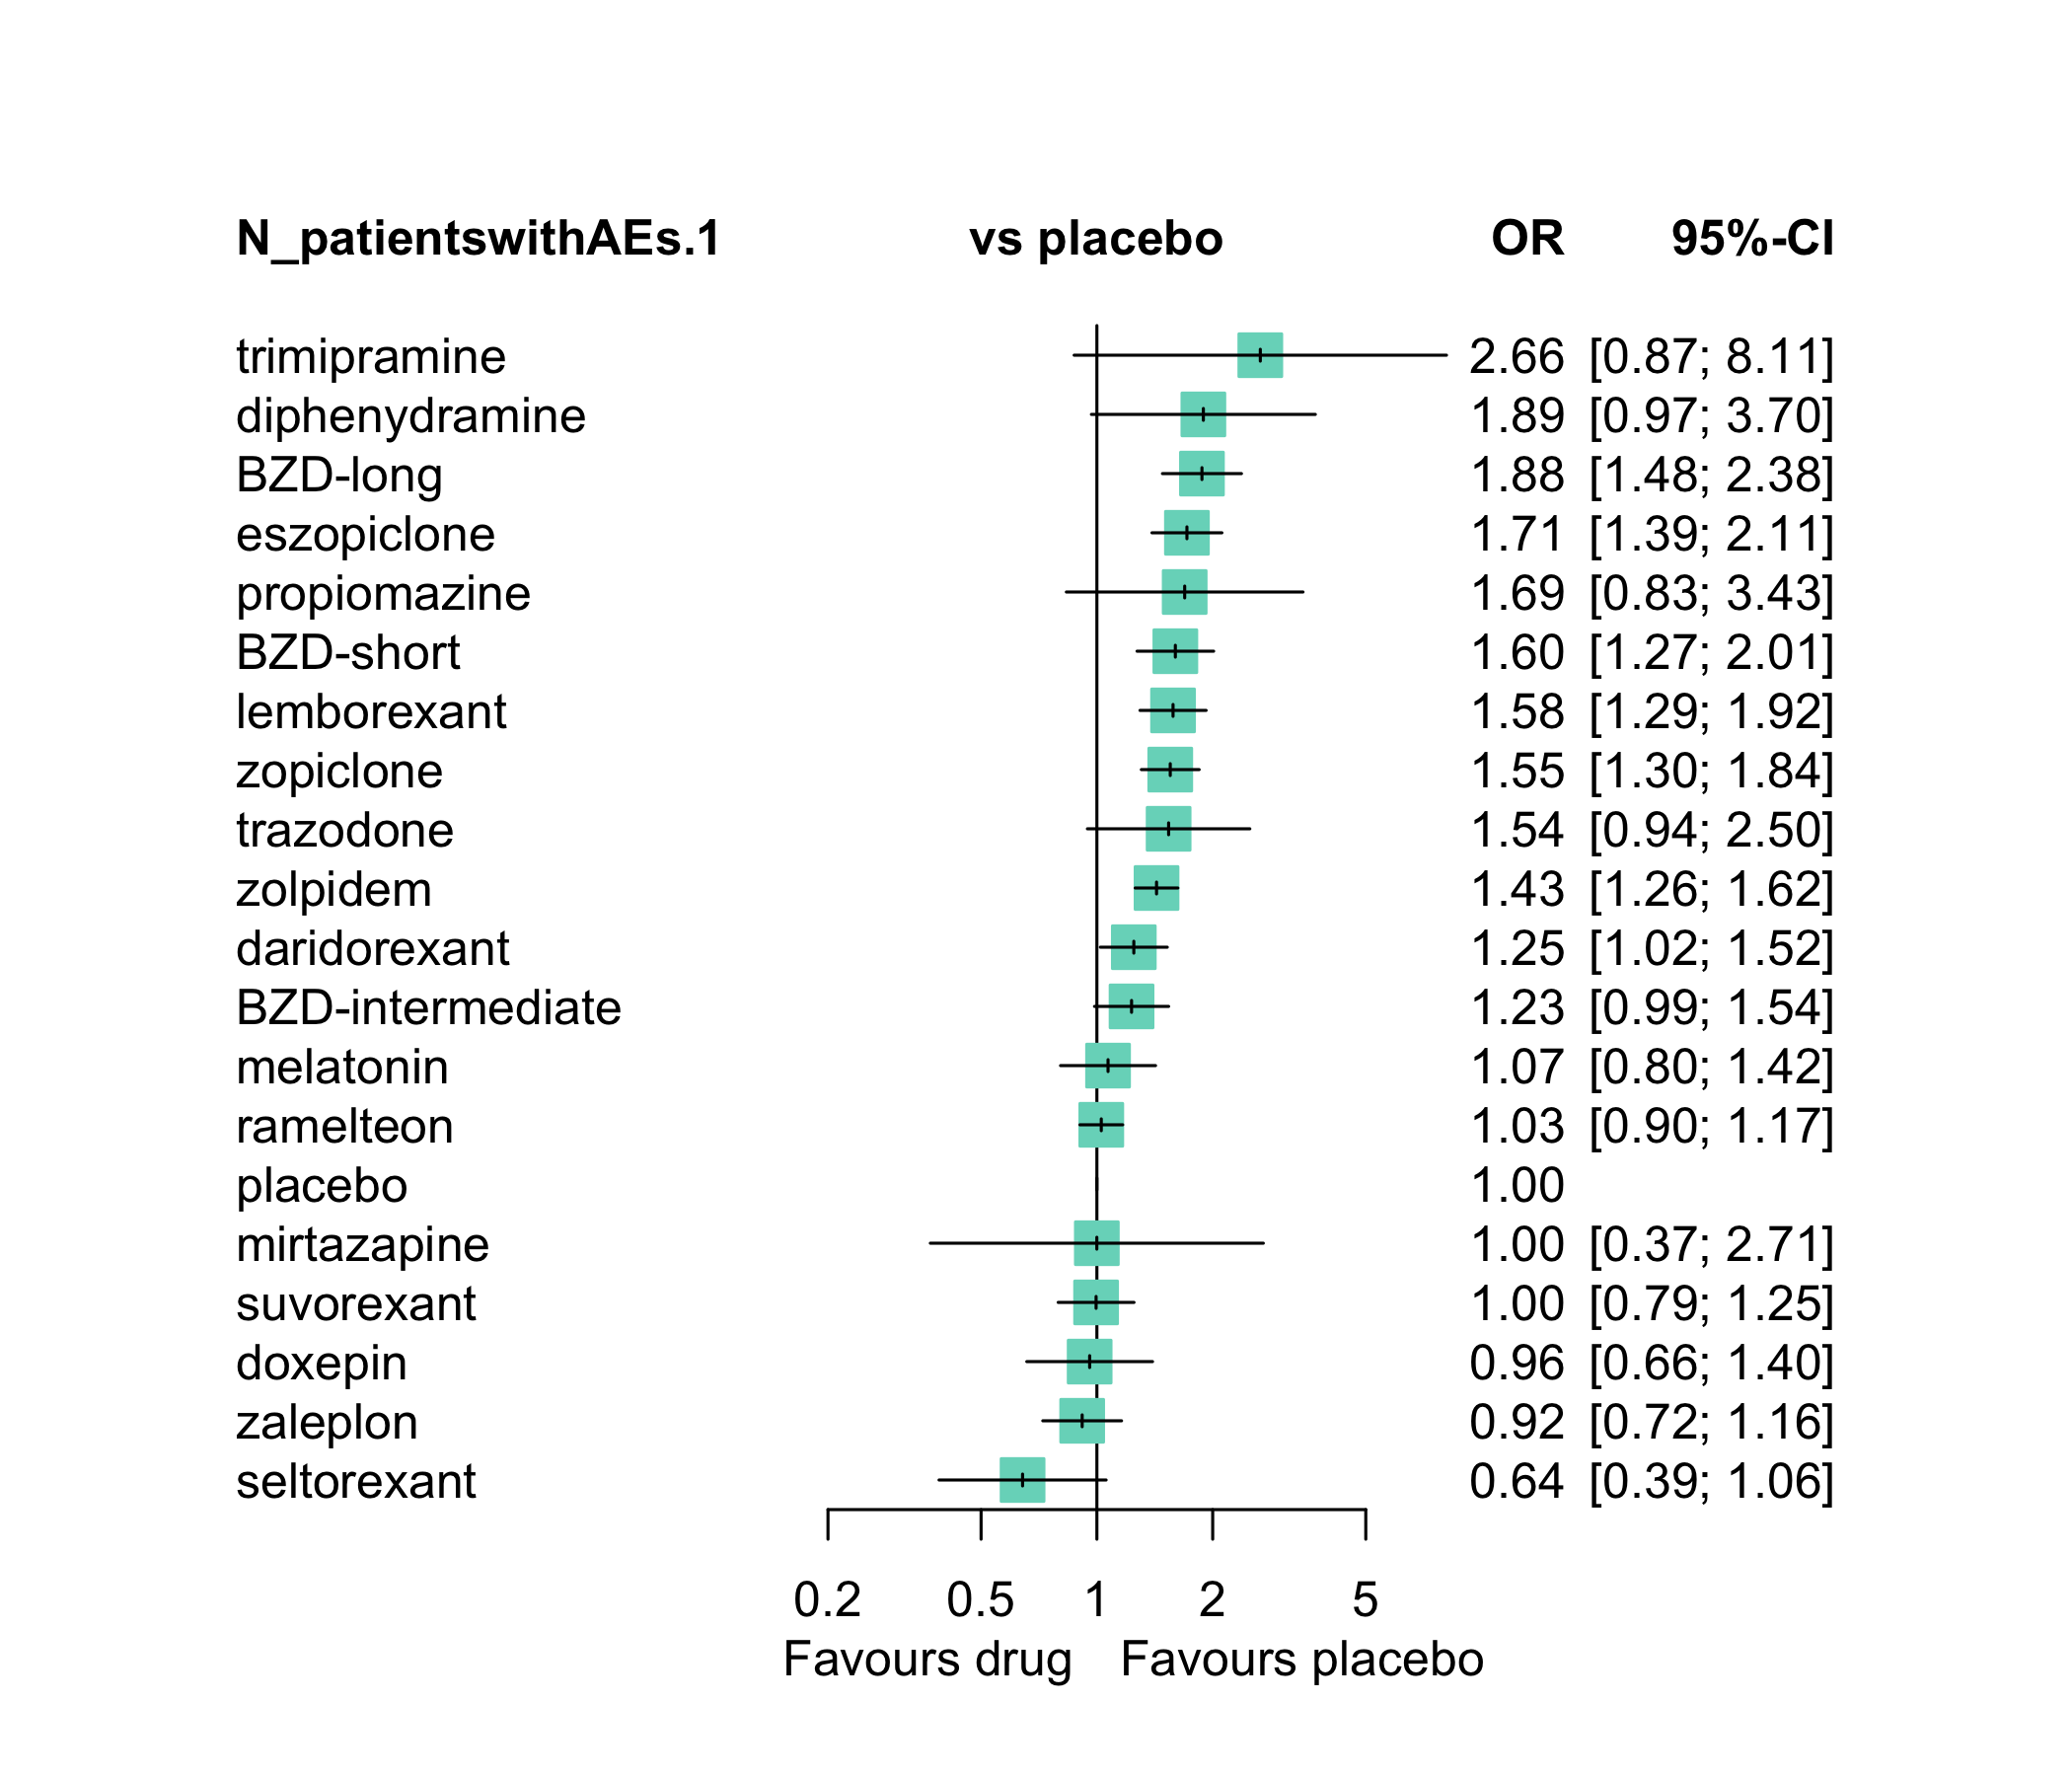 N_patientswithAEs.1 vs placebo OR 95%-CI
trimipramine 2.66 [0.87; 8.11]
diphenydramine 1.89 [0.97; 3.70]
BZD-long 1.88 [1.48; 2.38]
eszopiclone 1.71 [1.39; 2.11]
propiomazine 1.69 [0.83; 3.43]
BZD-short 1.60 [1.27; 2.01]
lemborexant 1.58 [1.29; 1.92]
zopiclone 1.55 [1.30; 1.84]
trazodone 1.54 [0.94; 2.50]
zolpidem 1.43 [1.26; 1.62]
daridorexant 1.25 [1.02; 1.52]
BZD-intermediate 1.23 [0.99; 1.54]
melatonin 1.07 [0.80; 1.42]
ramelteon 1.03 [0.90; 1.17]
placebo 1.00
mirtazapine 1.00 [0.37; 2.71]
suvorexant 1.00 [0.79; 1.25]
doxepin 0.96 [0.66; 1.40]
zaleplon 0.92 [0.72; 1.16]
seltorexant 0.64 [0.39; 1.06]
0.2 0.5 1 2 5
Favours drug Favours placebo